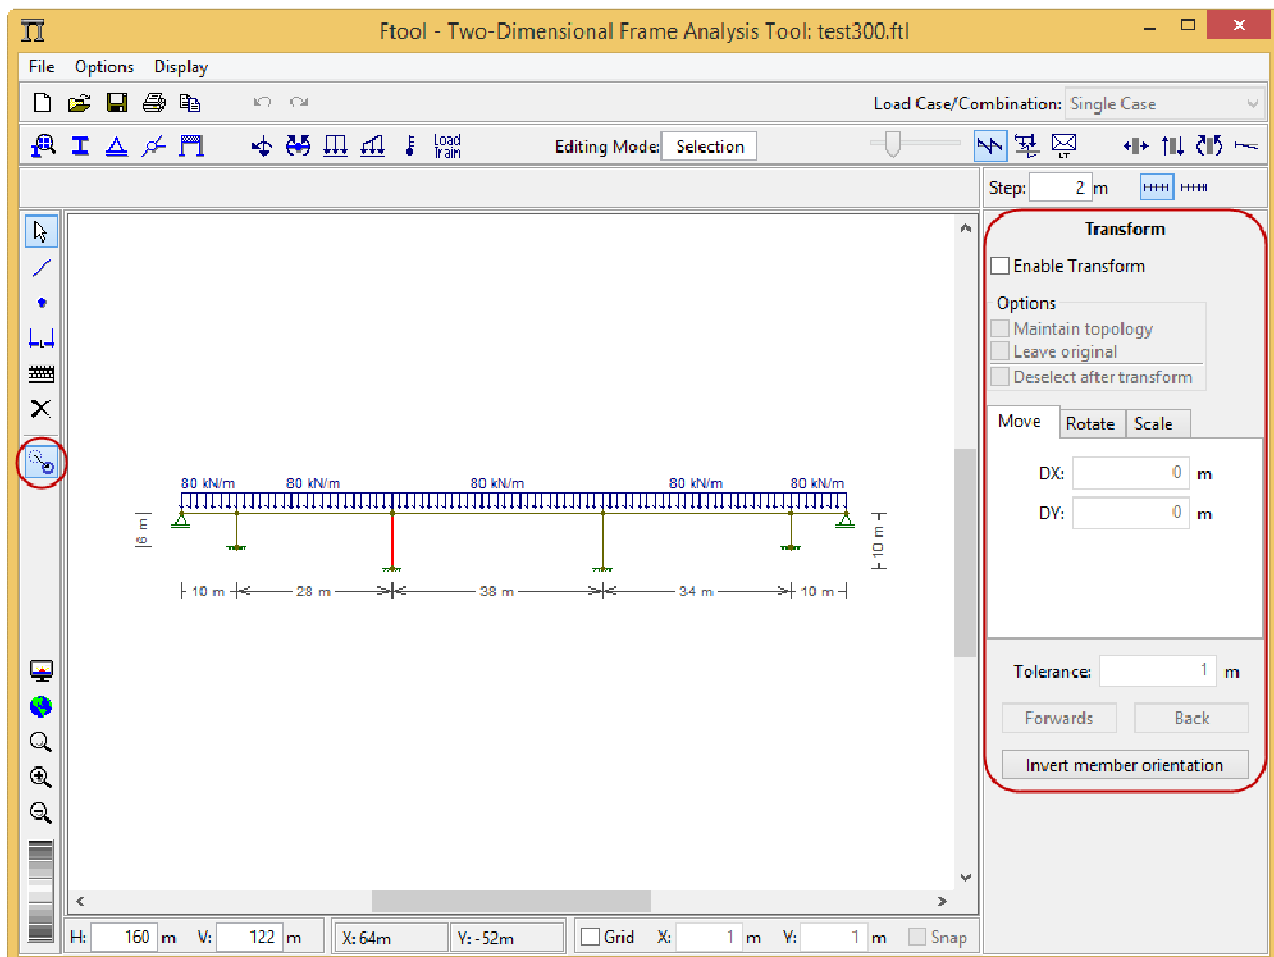 Ftool - Two-Dimensional Frame Analysis Tool: test300.ftl
File Options Display
Load Case/Combination: Single Case
Load Train
Editing Mode: Selection
LT
Step: 2 m
Transform
Enable Transform
Options
Maintain topology
Leave original
Deselect after transform
Move Rotate Scale
DX: 0 m
DY: 0 m
80 kN/m 80 kN/m 80 kN/m 80 kN/m 80 kN/m
6 m
10 m
10 m 28 m 38 m 34 m 10 m
Tolerance: 1 m
Forwards Back
Invert member orientation
H: 160 m V: 122 m X: 64m Y: -52m Grid X: 1 m Y: 1 m Snap